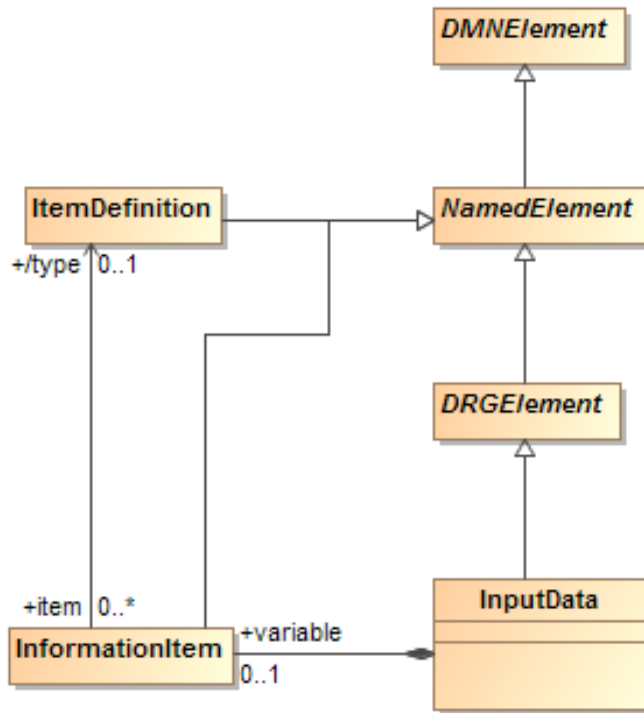 DMNElement
ItemDefinition
NamedElement
+/type 0..1
DRGElement
+item 0..*
InputData
InformationItem
+variable
0..1